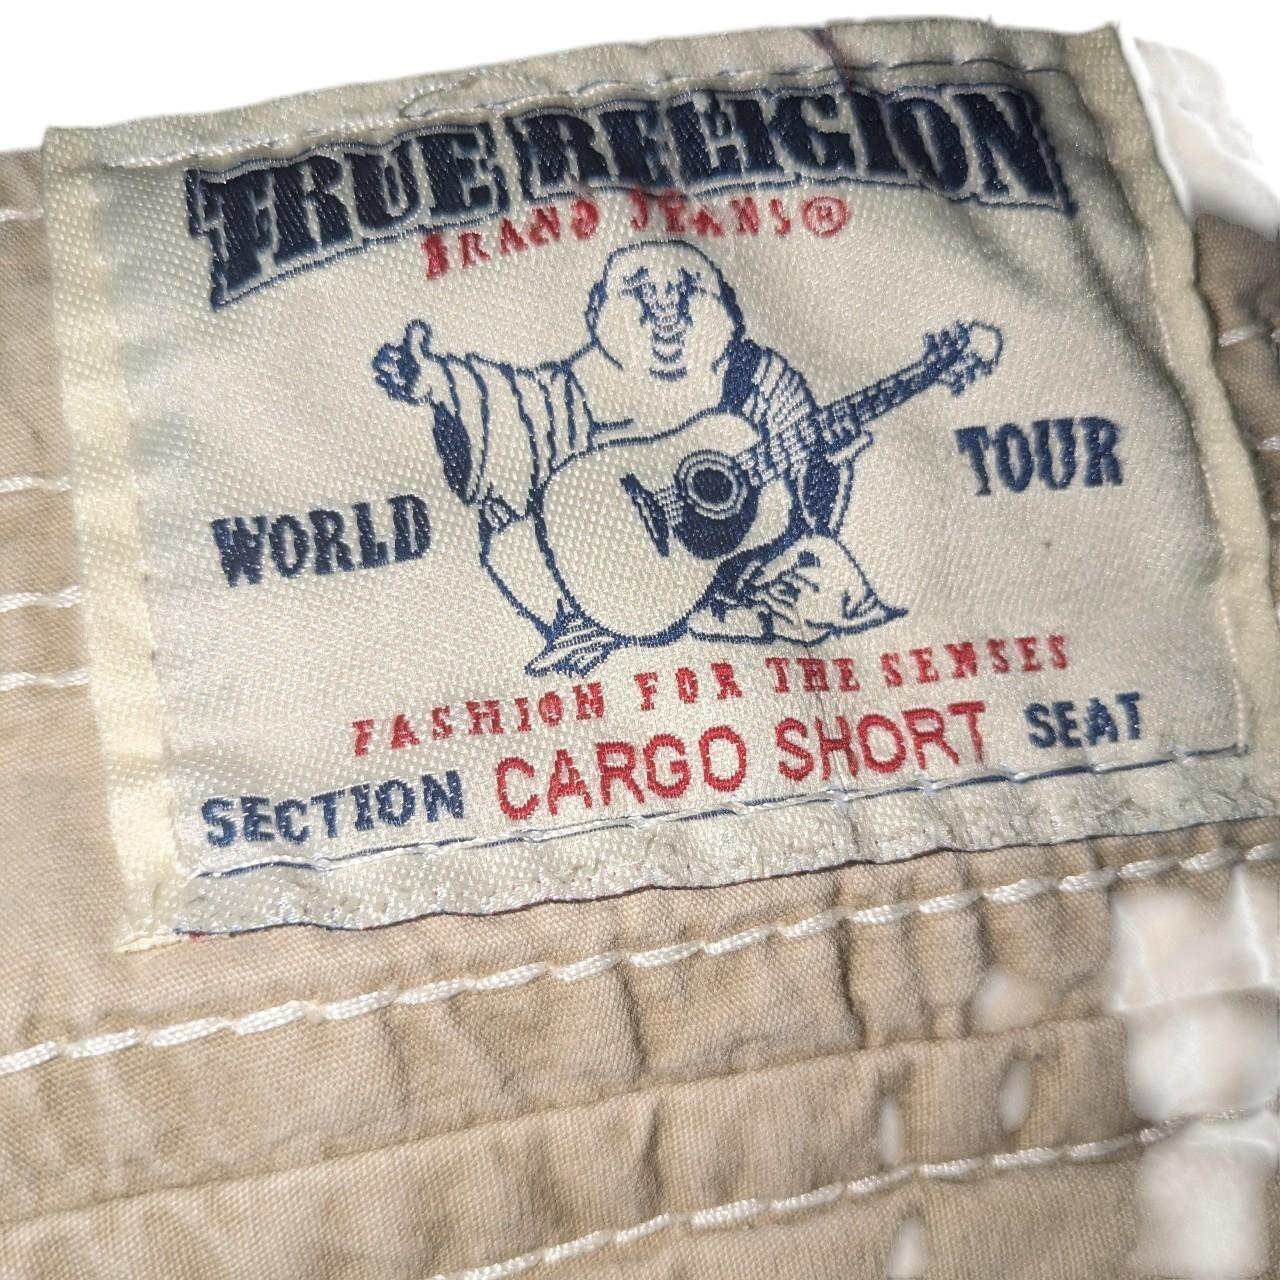 TRUE RELIGION
BRAND JEANS®
WORLD TOUR
FASHION FOR THE SENSES
SECTION CARGO SHORT SEAT